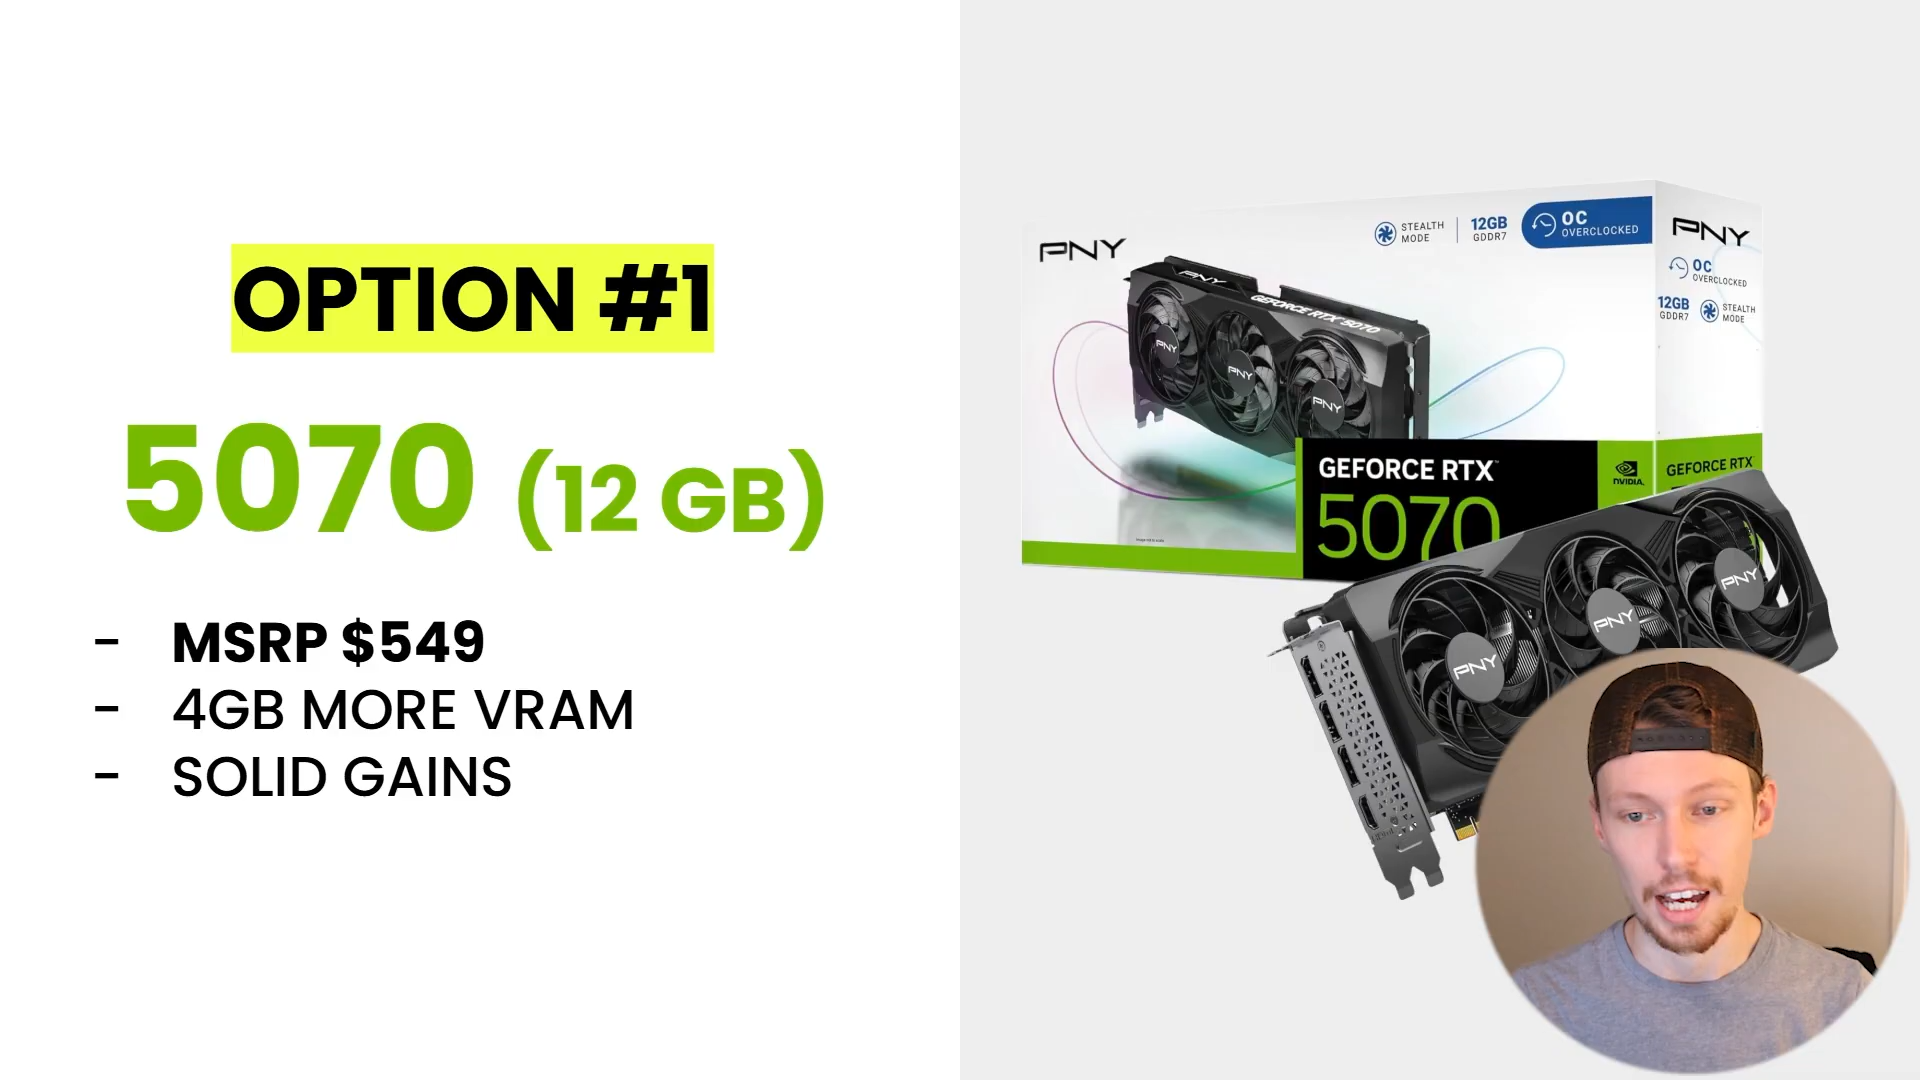 OPTION #1
5070 (12 GB)
- MSRP $549
- 4GB MORE VRAM
- SOLID GAINS
PNY
STEALTH MODE
12GB GDDR7
OC OVERCLOCKED
PNY
OC OVERCLOCKED
12GB GDDR7
STEALTH MODE
PNY
GEFORCE RTX 5070
PNY
PNY
PNY
GEFORCE RTX
5070
NVIDIA
GEFORCE RTX
PNY
PNY
PNY